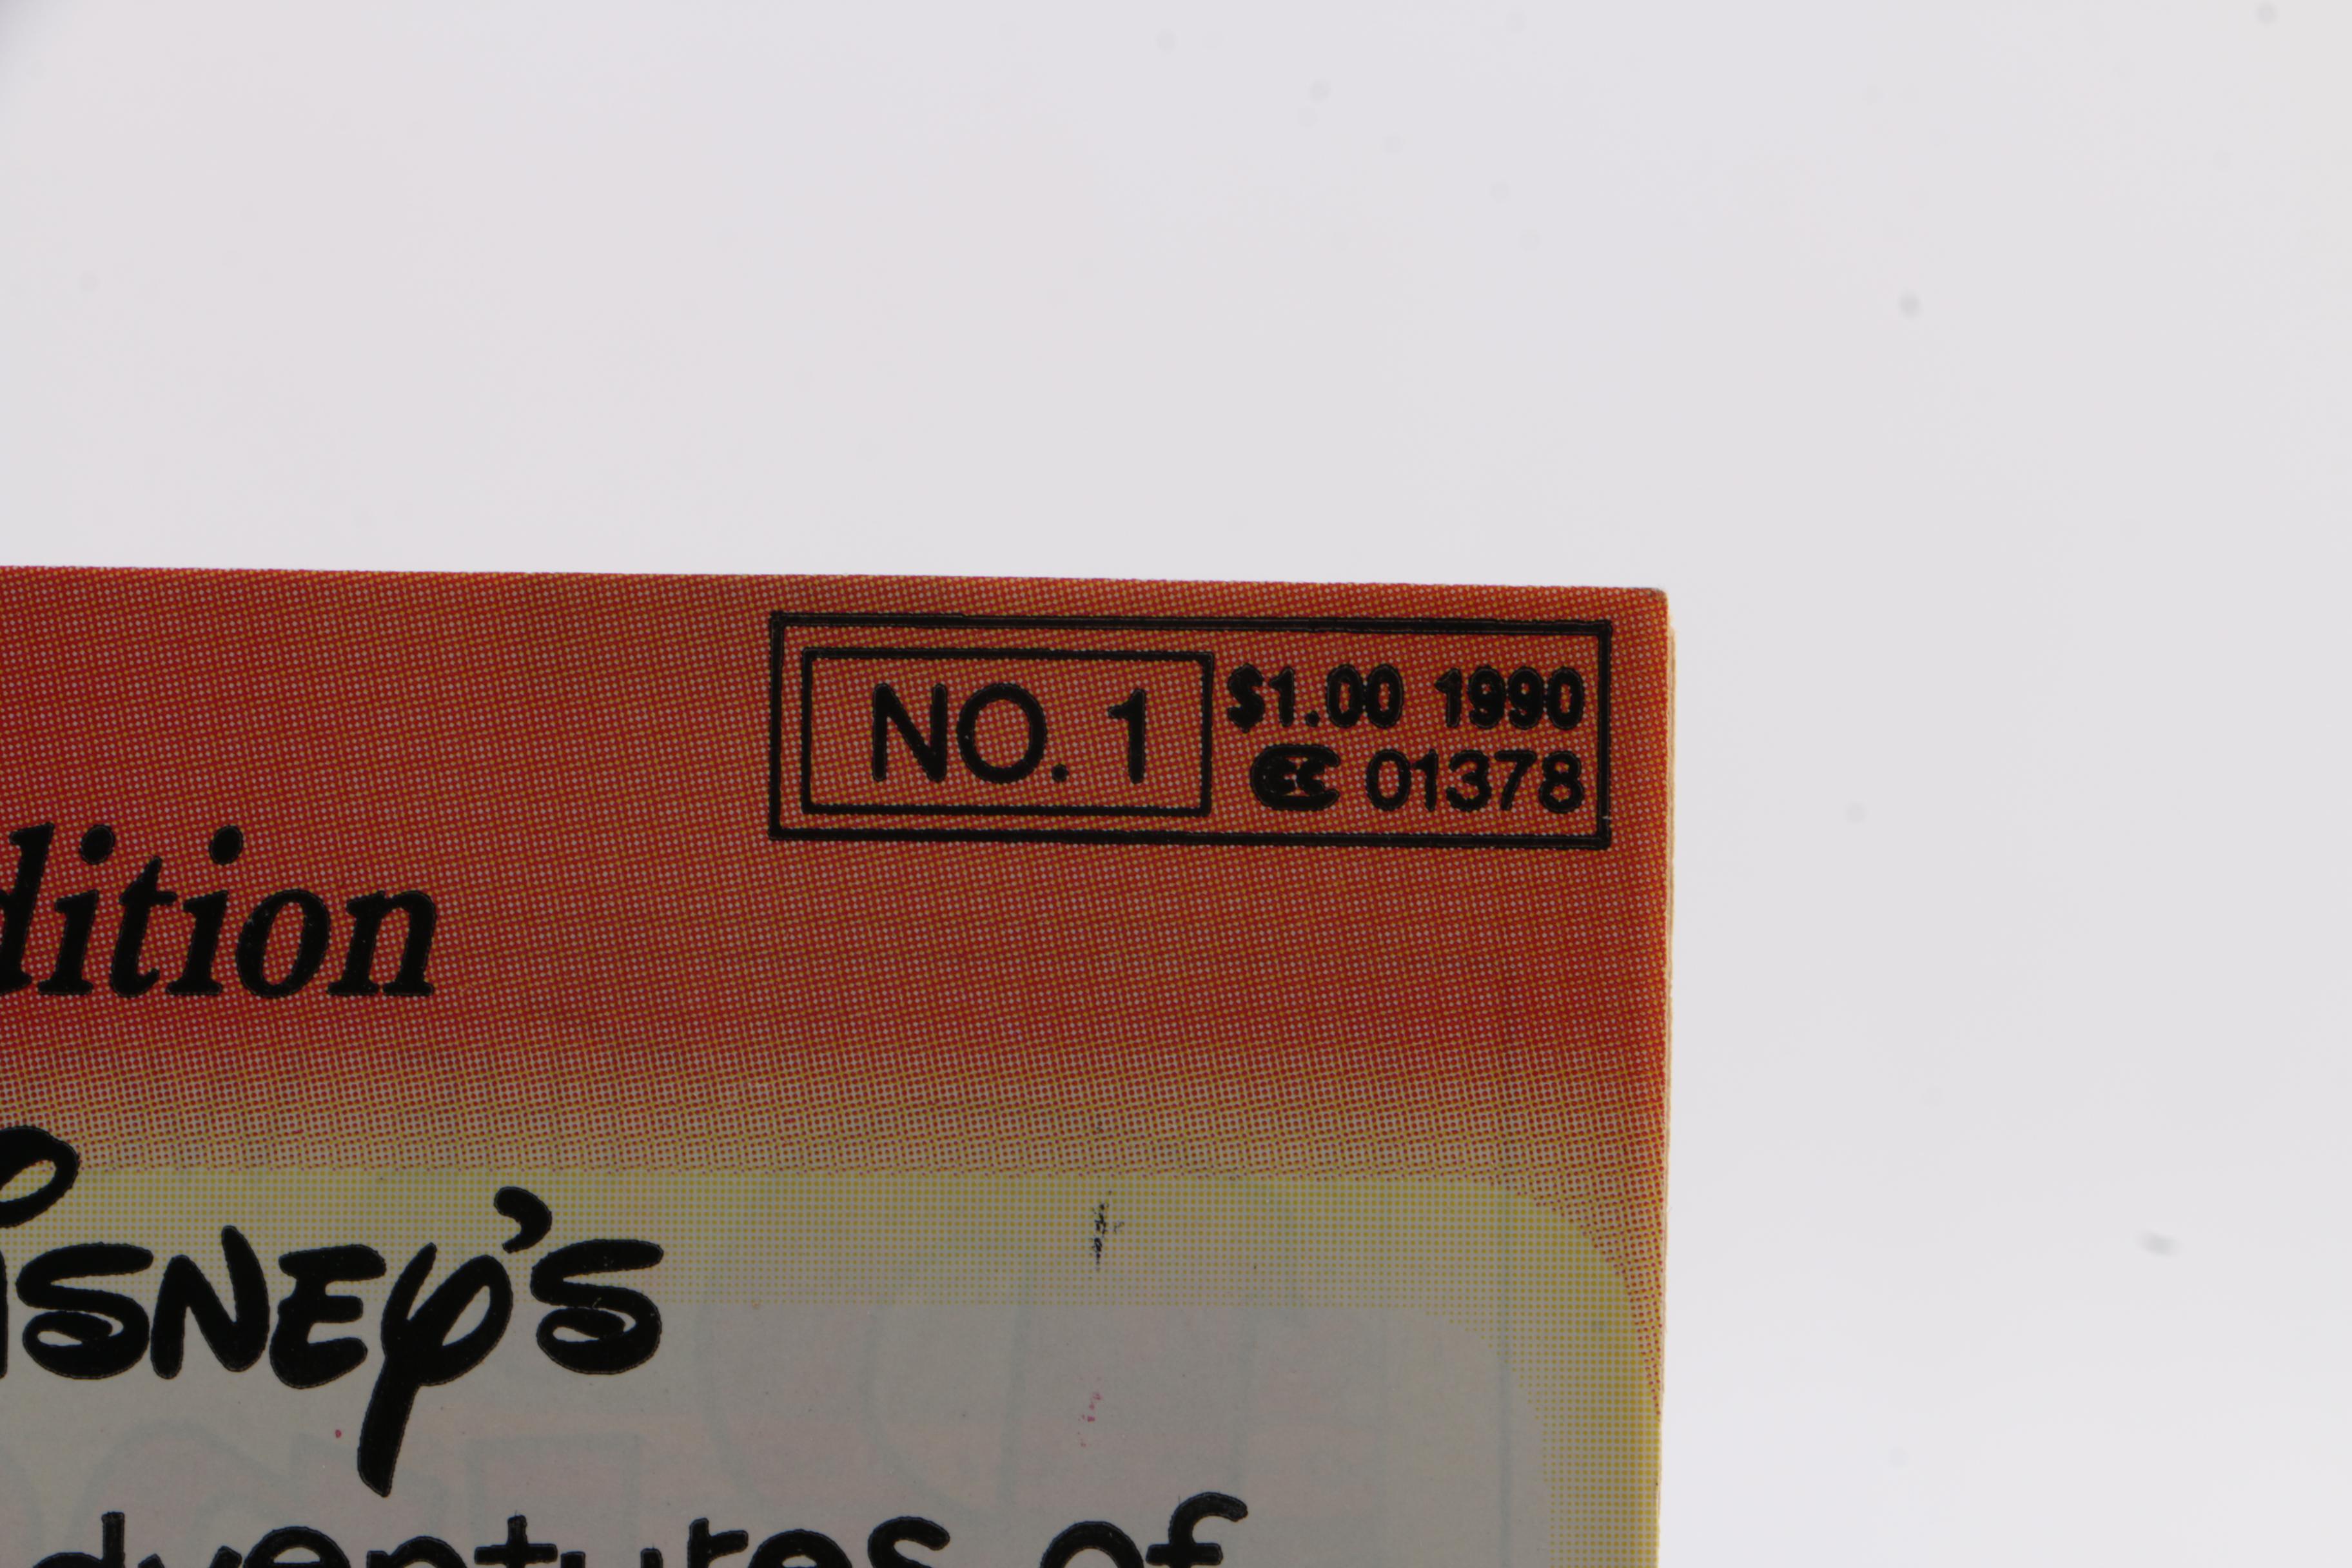 NO. 1
$1.00 1990
01378
dition
isney's
dventures of